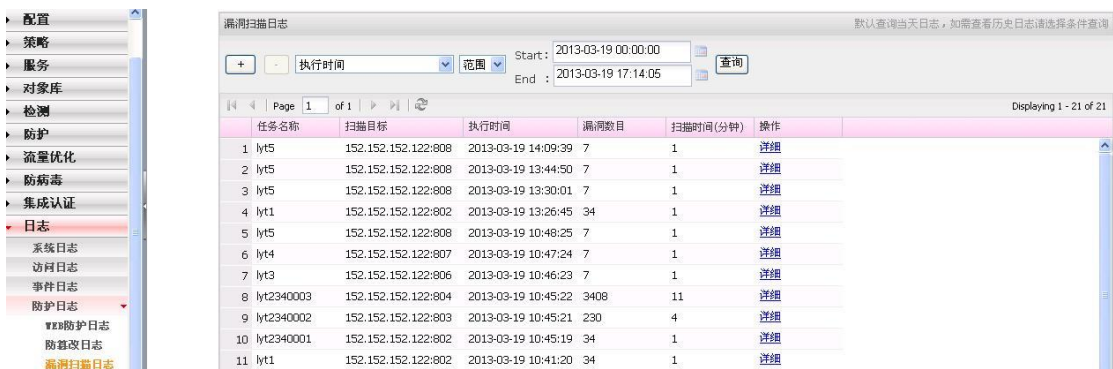 配置
策略
服务
对象库
检测
防护
流量优化
防病毒
集成认证
日志
系统日志
访问日志
事件日志
防护日志
WEB防护日志
防篡改日志
漏洞扫描日志
漏洞扫描日志 默认查询当天日志，如需查看历史日志请选择条件查询
+ - 执行时间 范围 Start: 2013-03-19 00:00:00 查询
End : 2013-03-19 17:14:05
Page 1 of 1 Displaying 1 - 21 of 21
任务名称 扫描目标 执行时间 漏洞数目 扫描时间(分钟) 操作
1 lyt5 152.152.152.122:808 2013-03-19 14:09:39 7 1 详细
2 lyt5 152.152.152.122:808 2013-03-19 13:44:50 7 1 详细
3 lyt5 152.152.152.122:808 2013-03-19 13:30:01 7 1 详细
4 lyt1 152.152.152.122:802 2013-03-19 13:26:45 34 1 详细
5 lyt5 152.152.152.122:808 2013-03-19 10:48:25 7 1 详细
6 lyt4 152.152.152.122:807 2013-03-19 10:47:24 7 1 详细
7 lyt3 152.152.152.122:806 2013-03-19 10:46:23 7 1 详细
8 lyt2340003 152.152.152.122:804 2013-03-19 10:45:22 3408 11 详细
9 lyt2340002 152.152.152.122:803 2013-03-19 10:45:21 230 4 详细
10 lyt2340001 152.152.152.122:802 2013-03-19 10:45:19 34 1 详细
11 lyt1 152.152.152.122:802 2013-03-19 10:41:20 34 1 详细